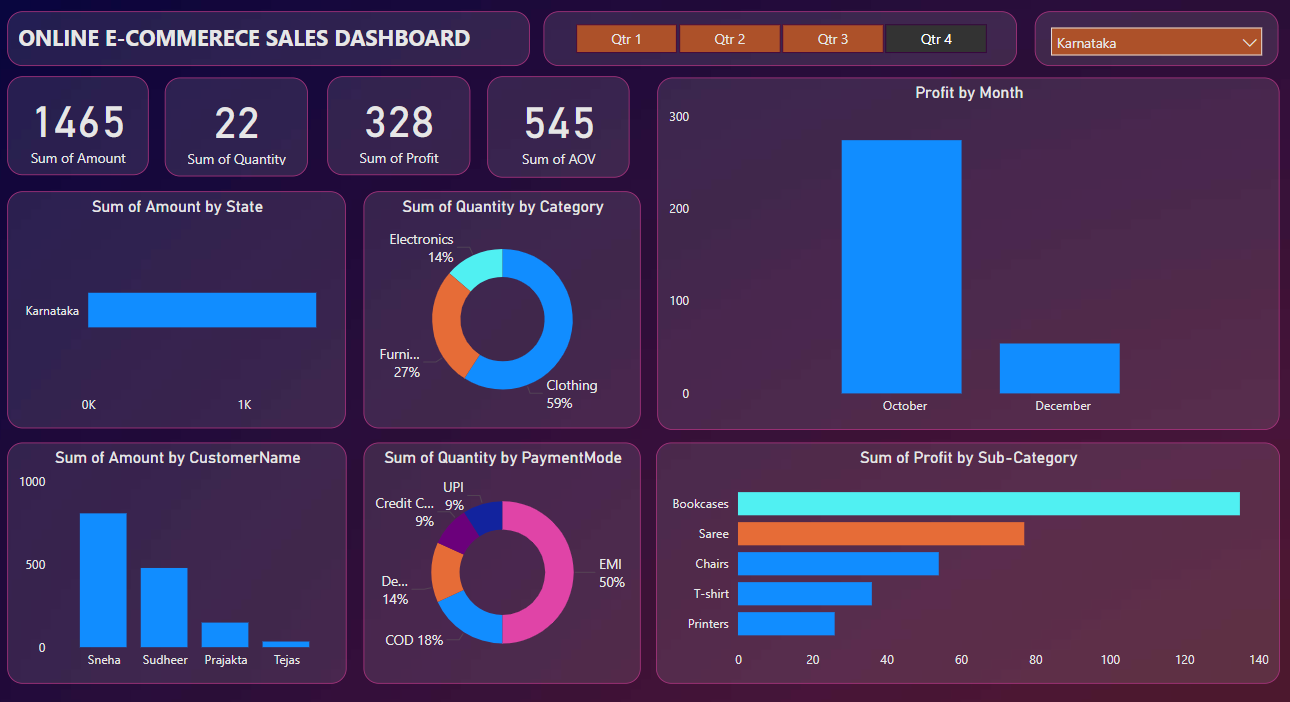 ONLINE E-COMMERECE SALES DASHBOARD
Qtr 1
Qtr 2
Qtr 3
Qtr 4
Karnataka
1465
Sum of Amount
22
Sum of Quantity
328
Sum of Profit
545
Sum of AOV
Profit by Month
300
200
100
0
October
December
Sum of Amount by State
Karnataka
0K
1K
Sum of Quantity by Category
Electronics
14%
Furni...
27%
Clothing
59%
Sum of Amount by CustomerName
1000
500
0
Sneha
Sudheer
Prajakta
Tejas
Sum of Quantity by PaymentMode
UPI
9%
Credit C...
9%
De...
14%
COD 18%
EMI
50%
Sum of Profit by Sub-Category
Bookcases
Saree
Chairs
T-shirt
Printers
0
20
40
60
80
100
120
140